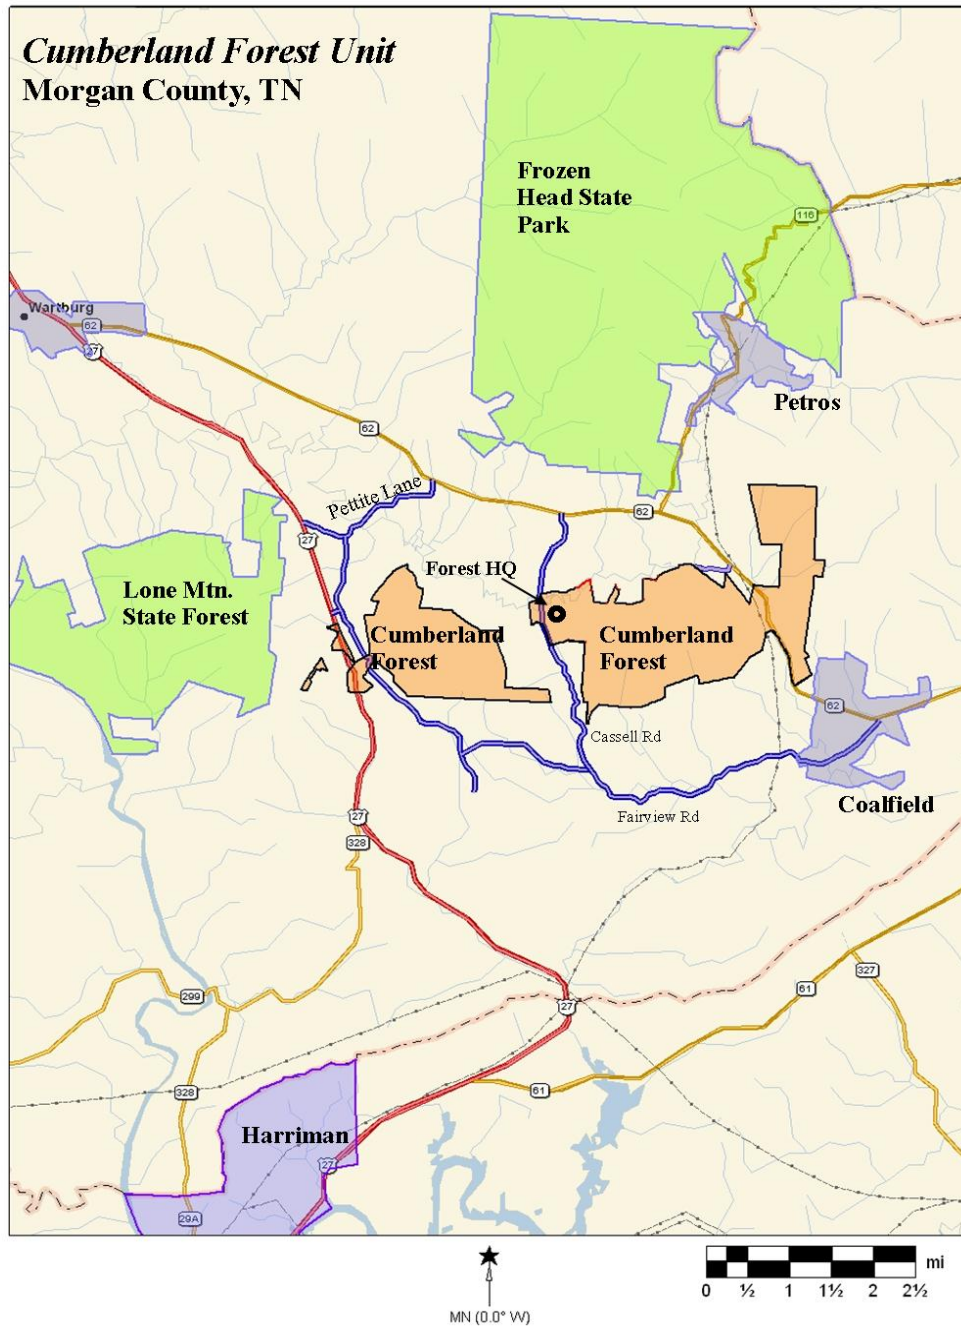 Cumberland Forest Unit
Morgan County, TN
Frozen
Head State
Park
116
Wartburg
62
27
Petros
62
Pettite Lane
27
62
Forest HQ
Lone Mtn.
State Forest
Cumberland
Forest
Cumberland
Forest
62
Cassell Rd
Coalfield
Fairview Rd
27
328
327
299
61
27
328
61
Harriman
27
29A
mi
0 ½ 1 1½ 2 2½
MN (0.0° W)